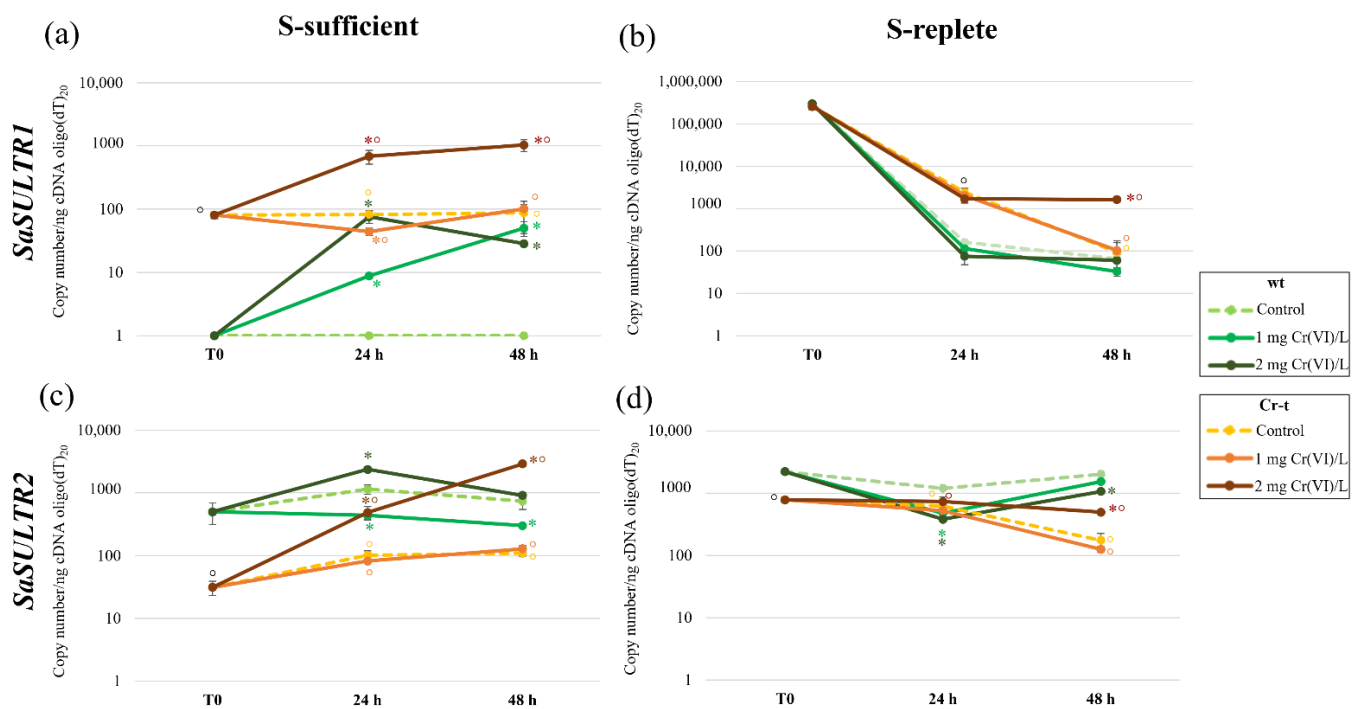 S-sufficient
S-replete
(a)
SaSULTR1
Copy number/ng cDNA oligo(dT)20
10,000
1000
100
10
1
T0 24 h 48 h
* ○
* ○
○
○
*
* ○
○
○
*
*
*
(b)
Copy number/ng cDNA oligo(dT)20
1,000,000
100,000
10,000
1000
100
10
1
T0 24 h 48 h
○
* ○
○
○
wt
Control
1 mg Cr(VI)/L
2 mg Cr(VI)/L
Cr-t
Control
1 mg Cr(VI)/L
2 mg Cr(VI)/L
(c)
SaSULTR2
Copy number/ng cDNA oligo(dT)20
10,000
1000
100
10
1
T0 24 h 48 h
*
* ○
* ○
*
*
○
○
○
○
○
(d)
Copy number/ng cDNA oligo(dT)20
10,000
1000
100
10
1
T0 24 h 48 h
○
○
○
*
*
*
* ○
○
○